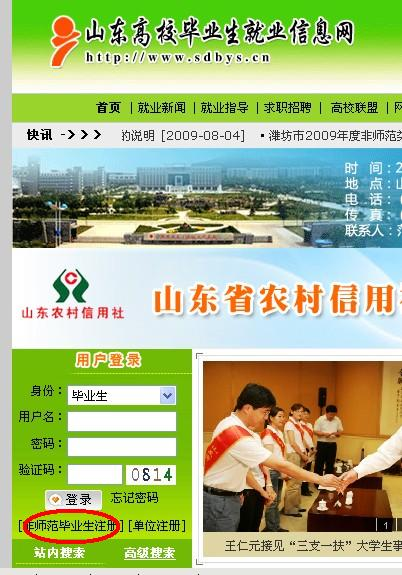 山东高校毕业生就业信息网
http://www.sdbys.cn
首页 | 就业新闻 | 就业指导 | 求职招聘 | 高校联盟 |
快讯 ->>> 的说明 [2009-08-04] • 潍坊市2009年度非师范类
时 间：2
地 点：山
电 话：（
传 真：（
联系人：范
山东农村信用社
山东省农村信用社
用户登录
身份： 毕业生
用户名：
密码：
验证码： 0814
登录 忘记密码
[非师范毕业生注册] [单位注册]
站内搜索 高级搜索
1
王仁元接见“三支一扶”大学生事